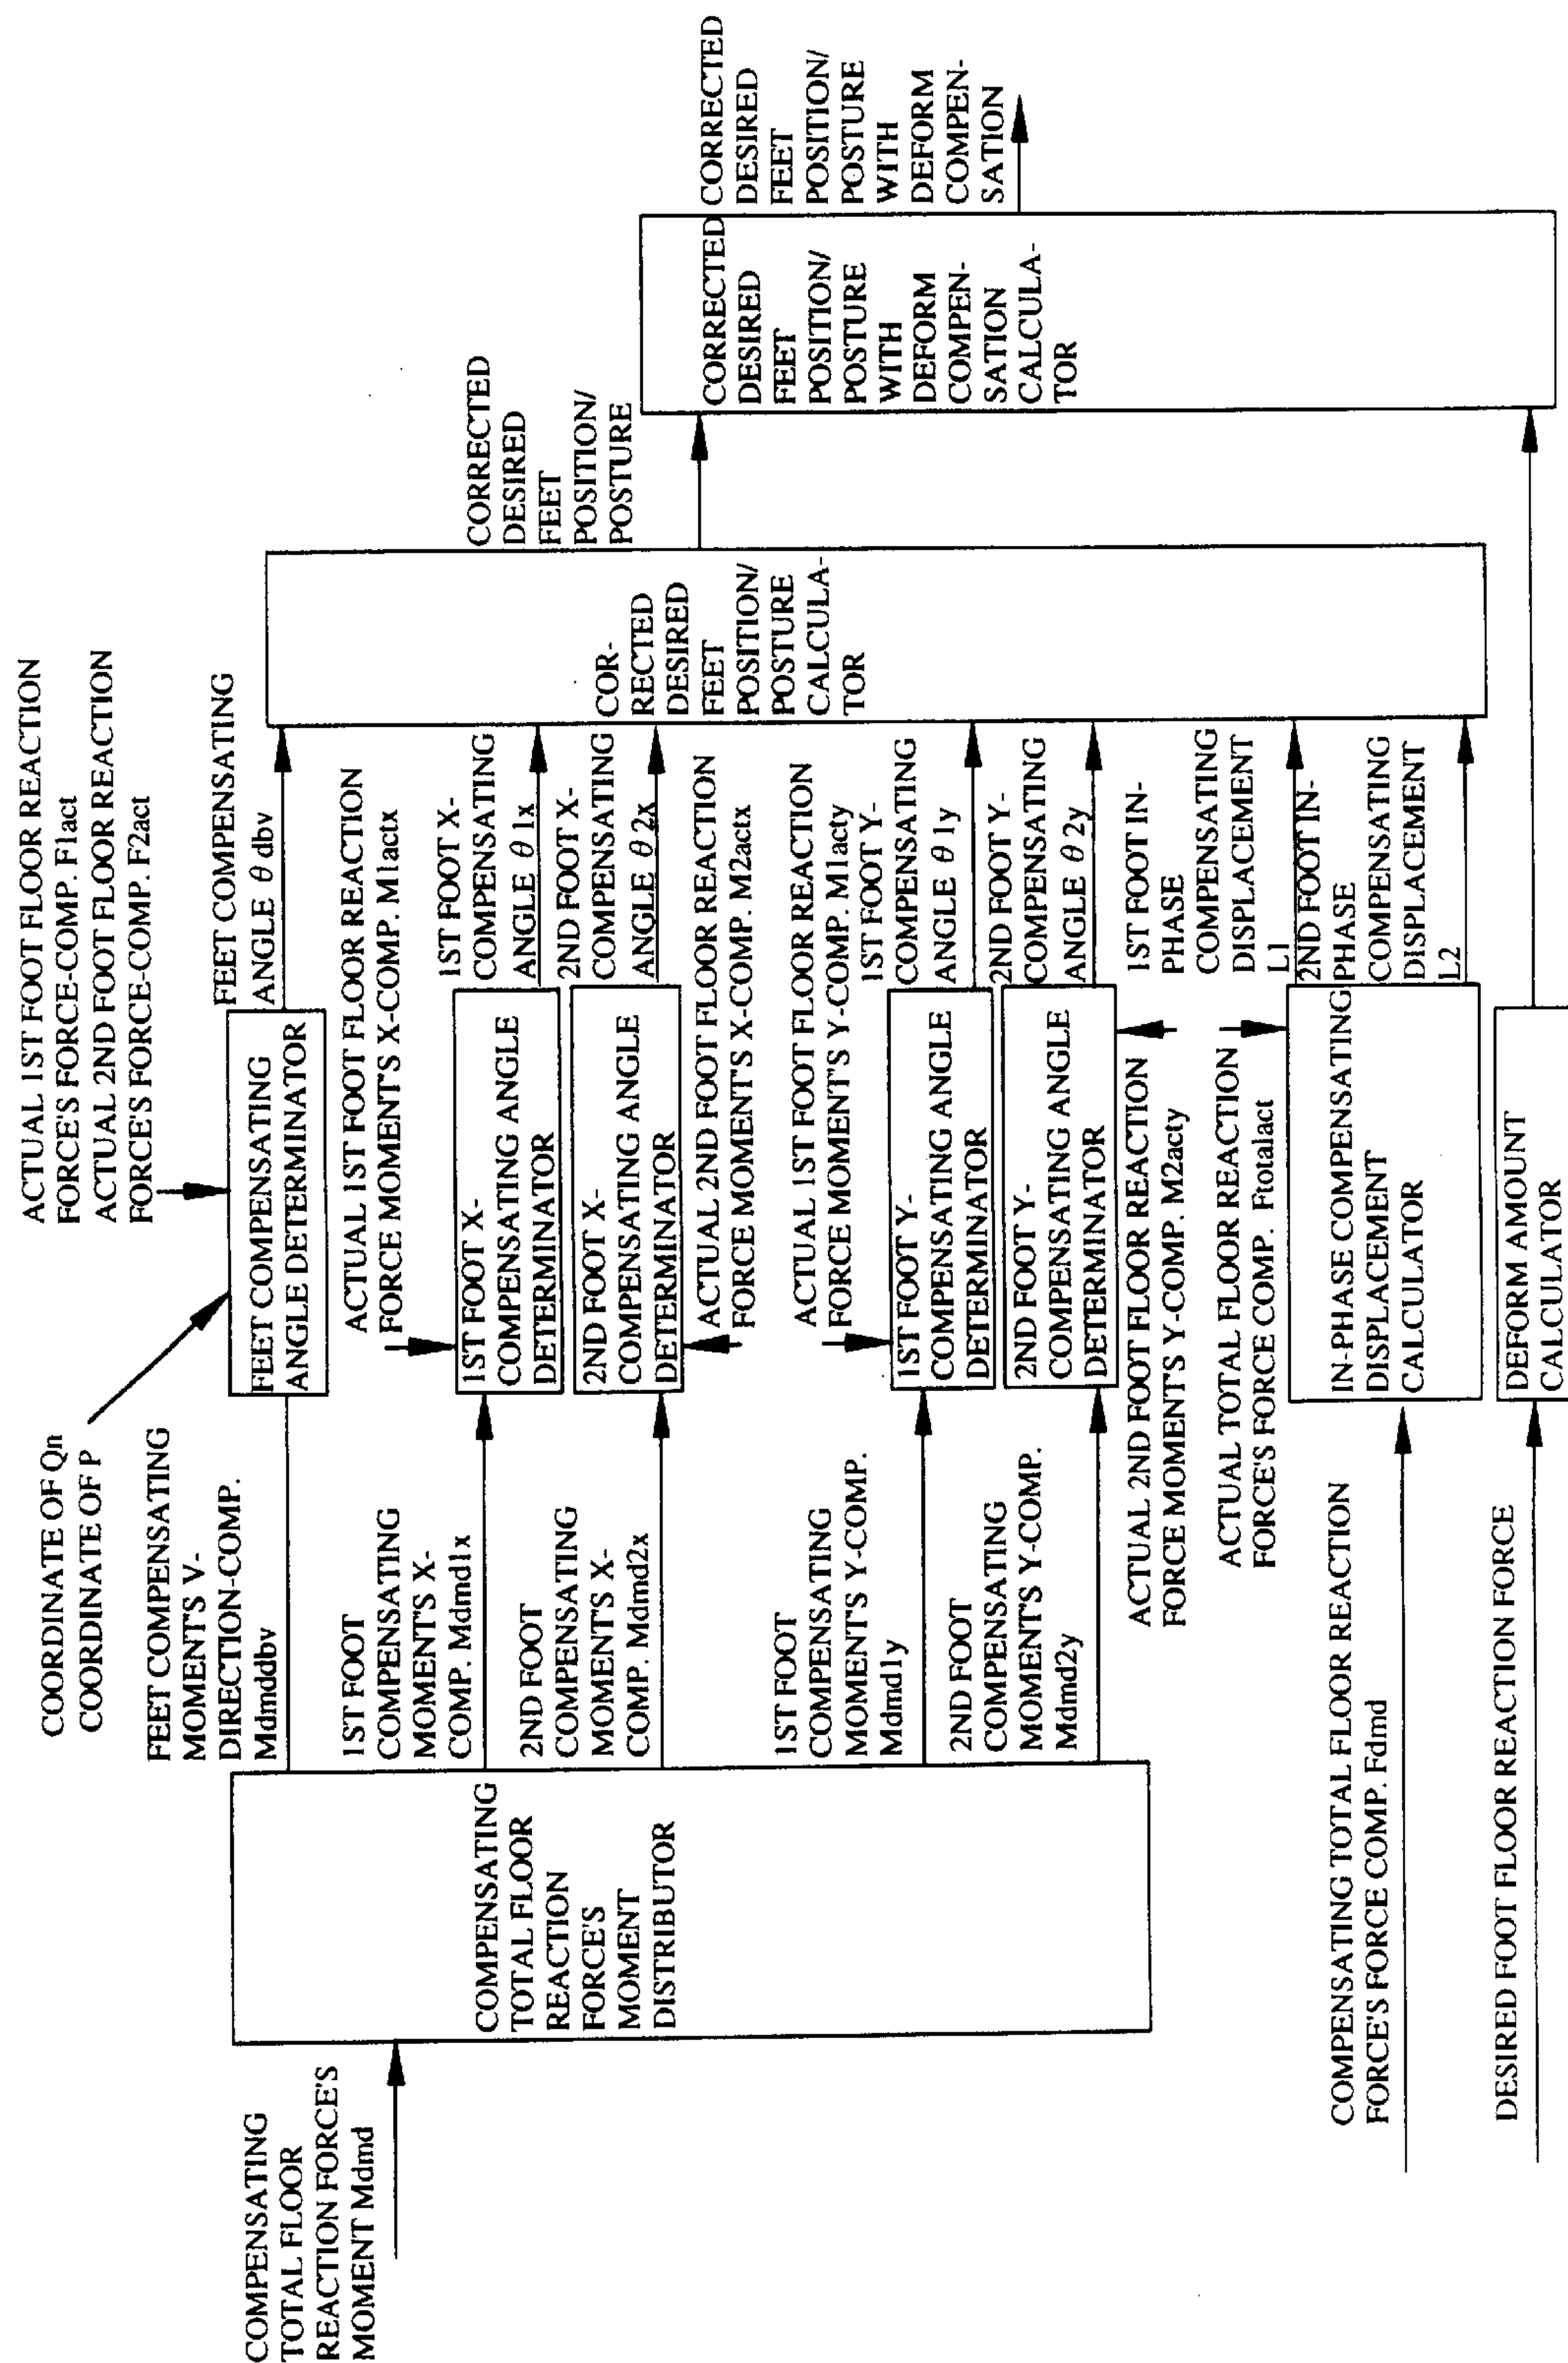 COMPENSATING
TOTAL FLOOR
REACTION FORCE'S
MOMENT Mdmd
COMPENSATING
TOTAL FLOOR
REACTION
FORCE'S
MOMENT
DISTRIBUTOR
COORDINATE OF Qn
COORDINATE OF P
FEET COMPENSATING
MOMENT'S V-
DIRECTION-COMP.
Mdmddbv
1ST FOOT
COMPENSATING
MOMENT'S X-
COMP. Mdmd1x
2ND FOOT
COMPENSATING
MOMENT'S X-
COMP. Mdmd2x
1ST FOOT
COMPENSATING
MOMENT'S Y-COMP.
Mdmd1y
2ND FOOT
COMPENSATING
MOMENT'S Y-COMP.
Mdmd2y
COMPENSATING TOTAL FLOOR REACTION
FORCE'S FORCE COMP. Fdmd
DESIRED FOOT FLOOR REACTION FORCE
ACTUAL 1ST FOOT FLOOR REACTION
FORCE'S FORCE-COMP. F1act
ACTUAL 2ND FOOT FLOOR REACTION
FORCE'S FORCE-COMP. F2act
FEET COMPENSATING
ANGLE DETERMINATOR
ACTUAL 1ST FOOT FLOOR REACTION
FORCE MOMENT'S X-COMP. M1actx
1ST FOOT X-
COMPENSATING ANGLE
DETERMINATOR
2ND FOOT X-
COMPENSATING ANGLE
DETERMINATOR
ACTUAL 2ND FOOT FLOOR REACTION
FORCE MOMENT'S X-COMP. M2actx
ACTUAL 1ST FOOT FLOOR REACTION
FORCE MOMENT'S Y-COMP. M1acty
1ST FOOT Y-
COMPENSATING ANGLE
DETERMINATOR
2ND FOOT Y-
COMPENSATING ANGLE
DETERMINATOR
ACTUAL 2ND FOOT FLOOR REACTION
FORCE MOMENT'S Y-COMP. M2acty
ACTUAL TOTAL FLOOR REACTION
FORCE'S FORCE COMP. Ftotalact
IN-PHASE COMPENSATING
DISPLACEMENT
CALCULATOR
DEFORM AMOUNT
CALCULATOR
FEET COMPENSATING
ANGLE θ dbv
1ST FOOT X-
COMPENSATING
ANGLE θ 1x
2ND FOOT X-
COMPENSATING
ANGLE θ 2x
1ST FOOT Y-
COMPENSATING
ANGLE θ 1y
2ND FOOT Y-
COMPENSATING
ANGLE θ 2y
1ST FOOT IN-
PHASE
COMPENSATING
DISPLACEMENT
L1
2ND FOOT IN-
PHASE
COMPENSATING
DISPLACEMENT
L2
COR-
RECTED
DESIRED
FEET
POSITION/
POSTURE
CALCULA-
TOR
CORRECTED
DESIRED
FEET
POSITION/
POSTURE
CORRECTED
DESIRED
FEET
POSITION/
POSTURE
WITH
DEFORM
COMPEN-
SATION
CALCULA-
TOR
CORRECTED
DESIRED
FEET
POSITION/
POSTURE
WITH
DEFORM
COMPEN-
SATION